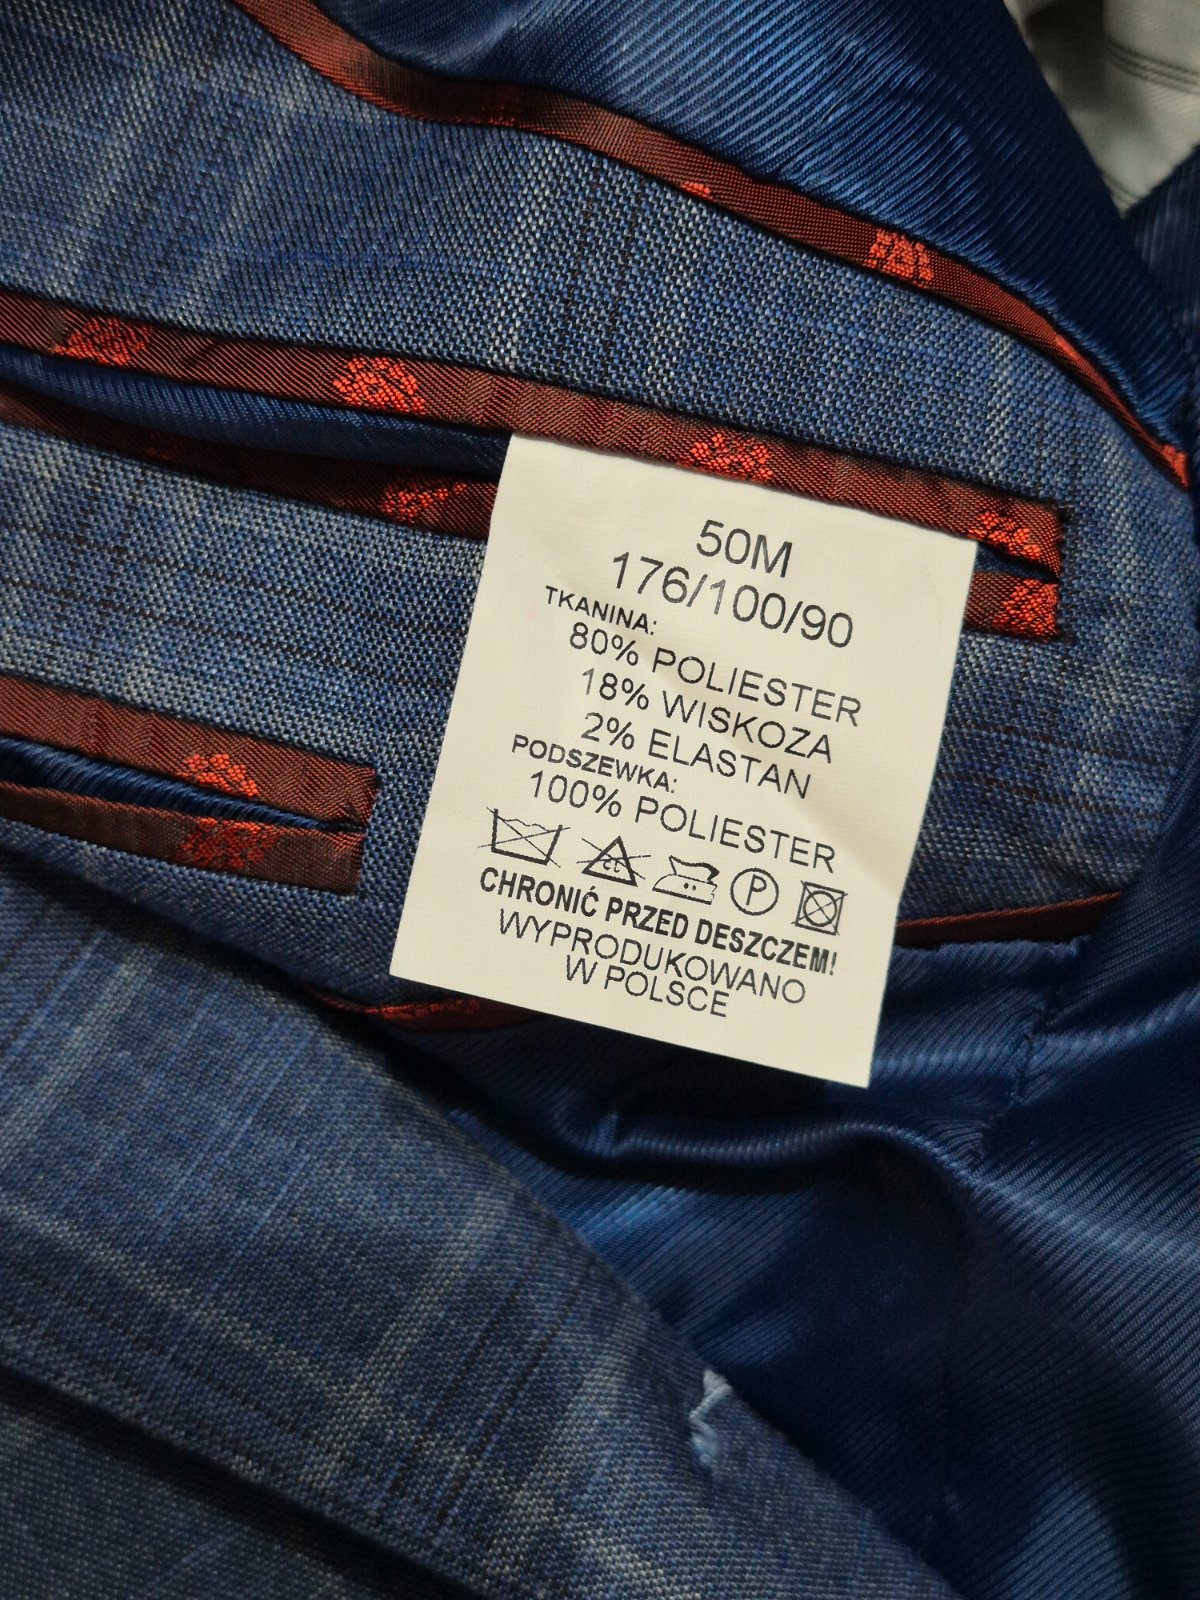 50M
176/100/90
TKANINA:
80% POLIESTER
18% WISKOZA
2% ELASTAN
PODSZEWKA:
100% POLIESTER
CL
P
CHRONIĆ PRZED DESZCZEM!
WYPRODUKOWANO
W POLSCE